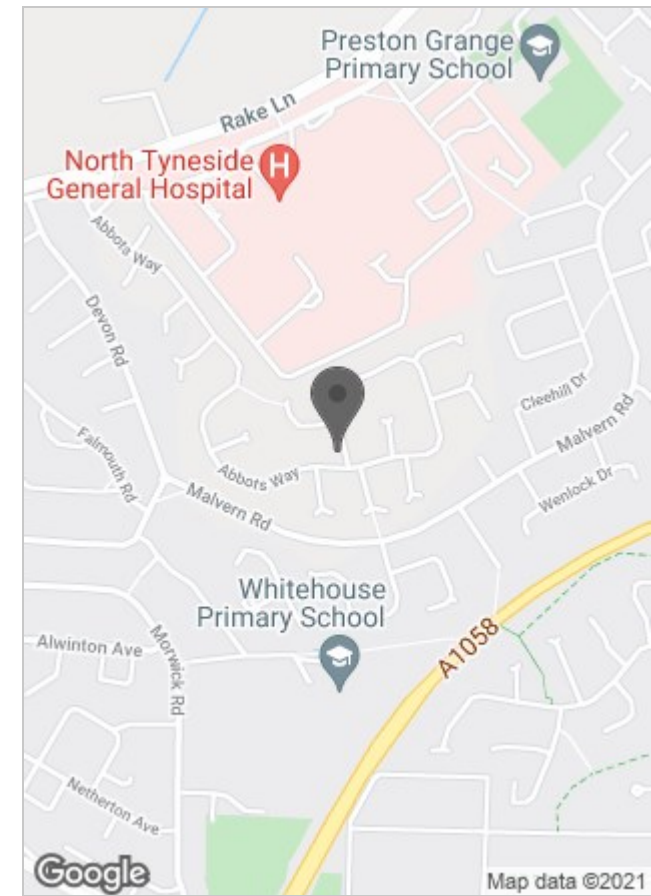 Preston Grange
Primary School
Rake Ln
North Tyneside
General Hospital
H
Abbots Way
Devon Rd
Cleehill Dr
Malvern Rd
Falmouth Rd
Abbots Way
Malvern Rd
Wenlock Dr
Whitehouse
Primary School
A1058
Alwinton Ave
Morwick Rd
Netherton Ave
Google
Map data ©2021